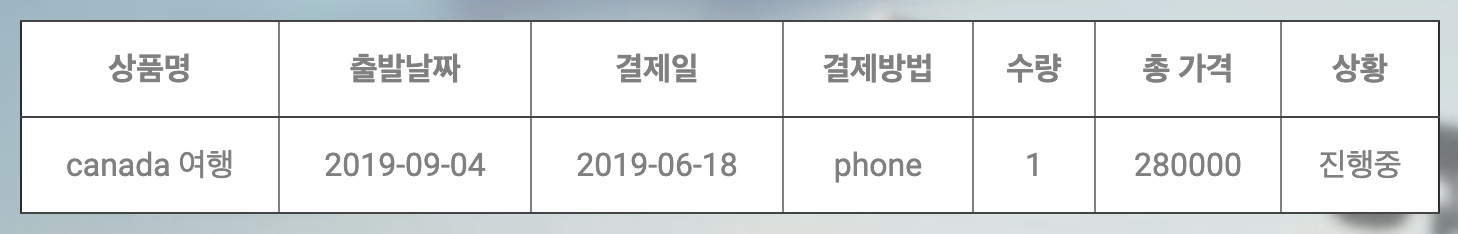 상품명 출발날짜 결제일 결제방법 수량 총 가격 상황
canada 여행 2019-09-04 2019-06-18 phone 1 280000 진행중